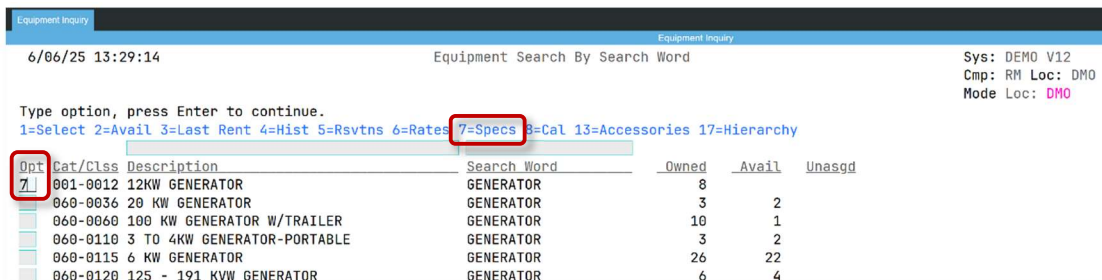 Equipment Inquiry
Equipment Inquiry
6/06/25 13:29:14 Equipment Search By Search Word Sys: DEMO V12
Cmp: RM Loc: DMO
Mode Loc: DMO
Type option, press Enter to continue.
1=Select 2=Avail 3=Last Rent 4=Hist 5=Rsvtns 6=Rates 7=Specs 8=Cal 13=Accessories 17=Hierarchy
Opt Cat/Clss Description Search Word Owned Avail Unasgd
7 001-0012 12KW GENERATOR GENERATOR 8
060-0036 20 KW GENERATOR GENERATOR 3 2
060-0060 100 KW GENERATOR W/TRAILER GENERATOR 10 1
060-0110 3 TO 4KW GENERATOR-PORTABLE GENERATOR 3 2
060-0115 6 KW GENERATOR GENERATOR 26 22
060-0120 125 - 191 KVW GENERATOR GENERATOR 6 4